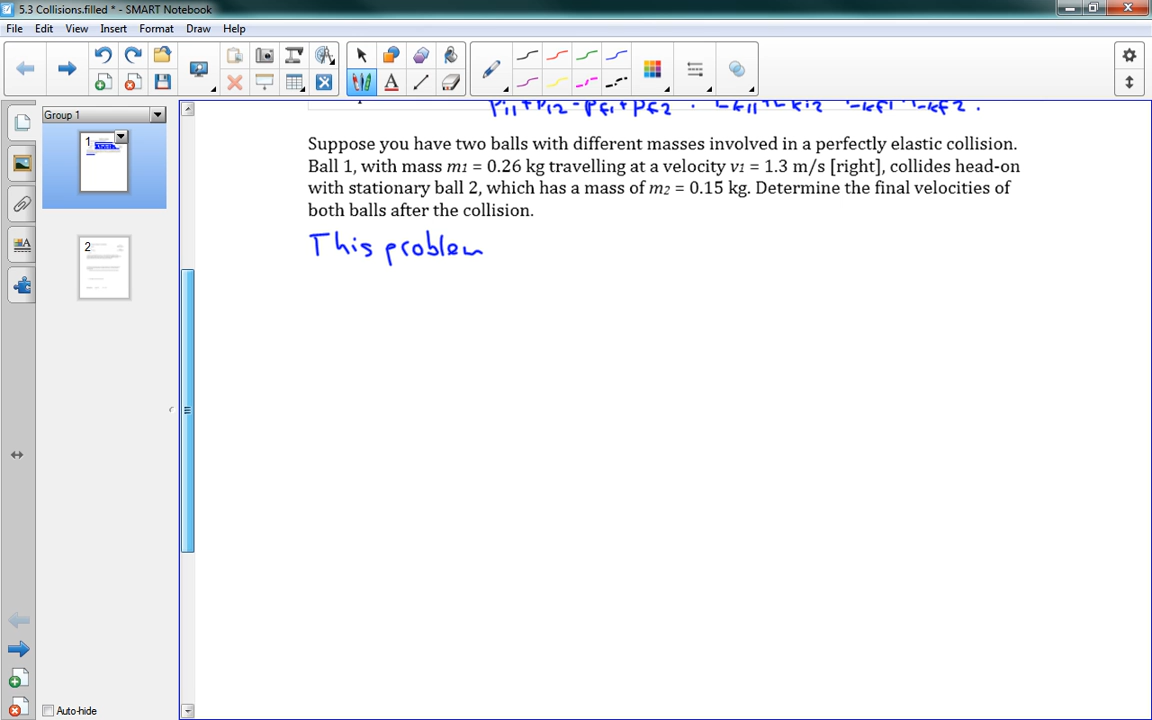 5.3 Collisions.filled * - SMART Notebook
File Edit View Insert Format Draw Help
Group 1
1
2
Suppose you have two balls with different masses involved in a perfectly elastic collision.
Ball 1, with mass m1 = 0.26 kg travelling at a velocity v1 = 1.3 m/s [right], collides head-on
with stationary ball 2, which has a mass of m2 = 0.15 kg. Determine the final velocities of
both balls after the collision.
This problem
Auto-hide